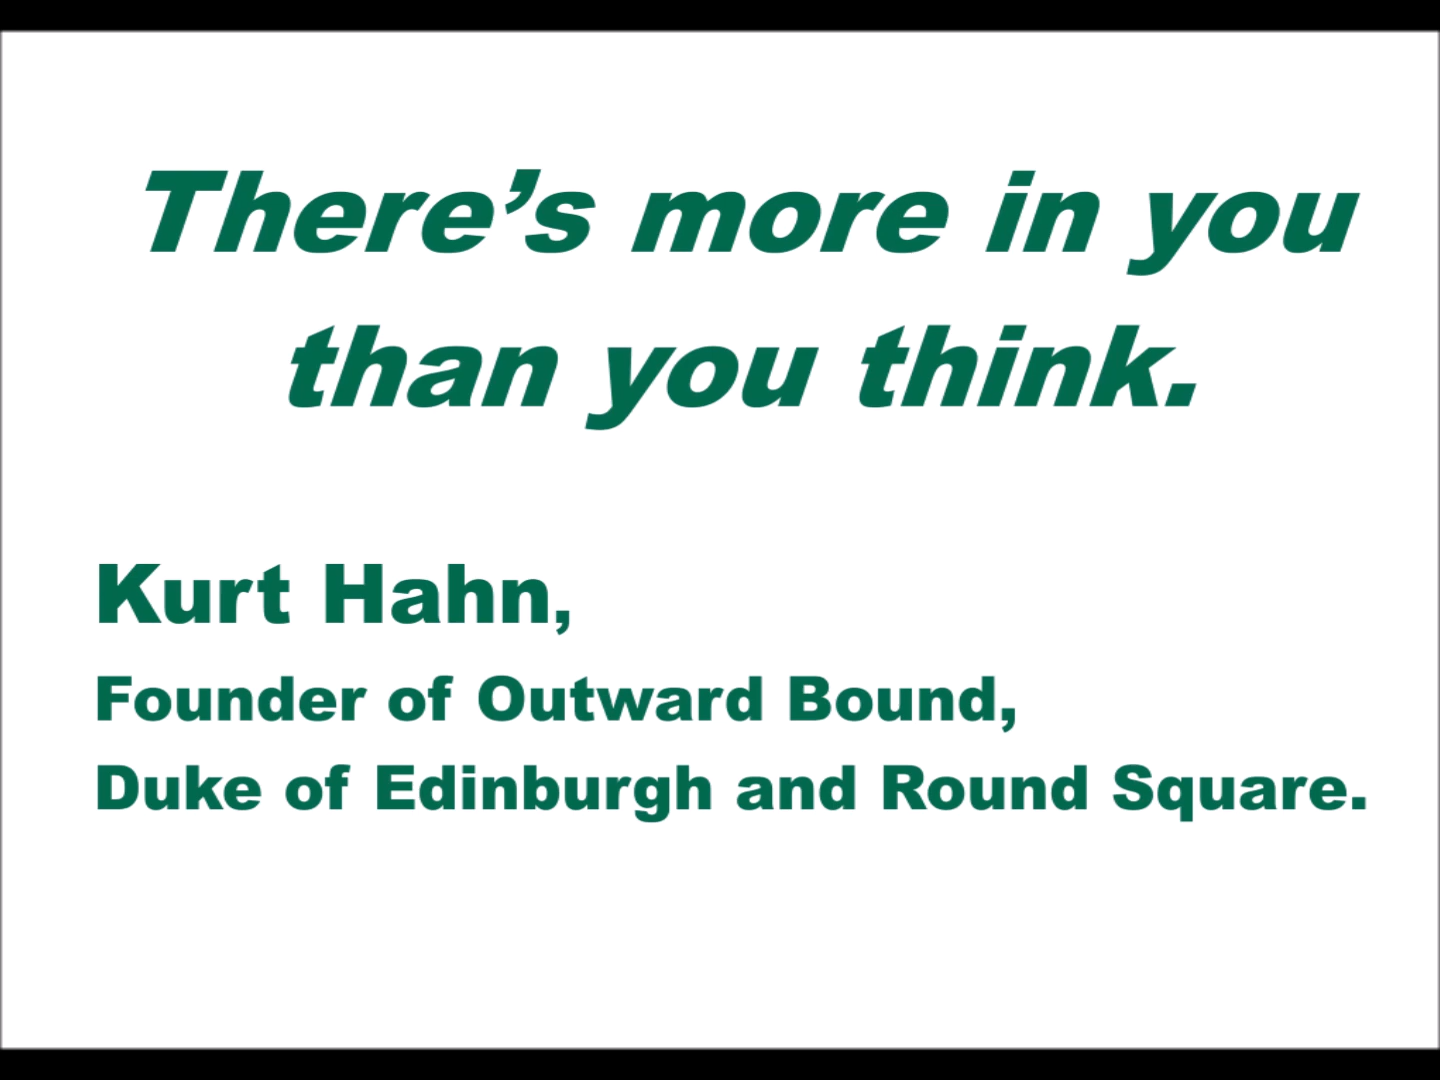 There’s more in you
than you think.
Kurt Hahn,
Founder of Outward Bound,
Duke of Edinburgh and Round Square.